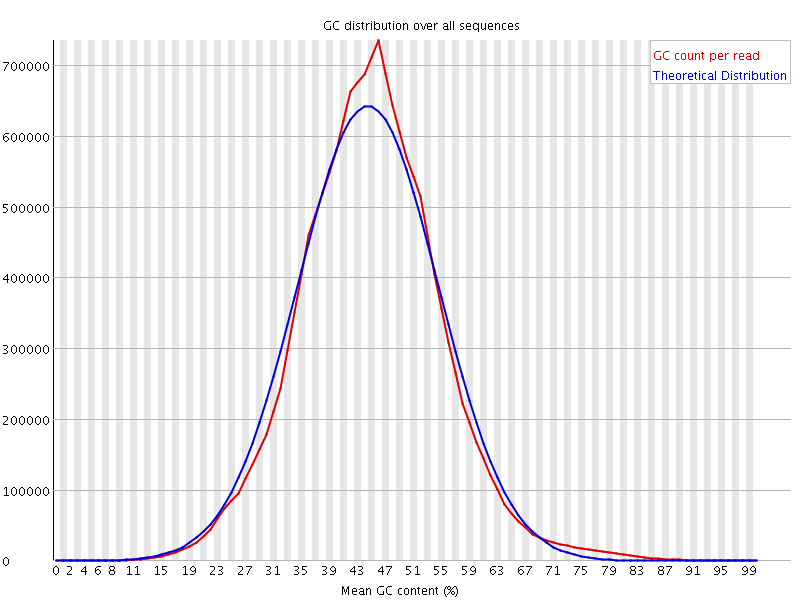 GC distribution over all sequences
GC count per read
Theoretical Distribution
700000
600000
500000
400000
300000
200000
100000
0
0 2 4 6 8 11 15 19 23 27 31 35 39 43 47 51 55 59 63 67 71 75 79 83 87 91 95 99
Mean GC content (%)